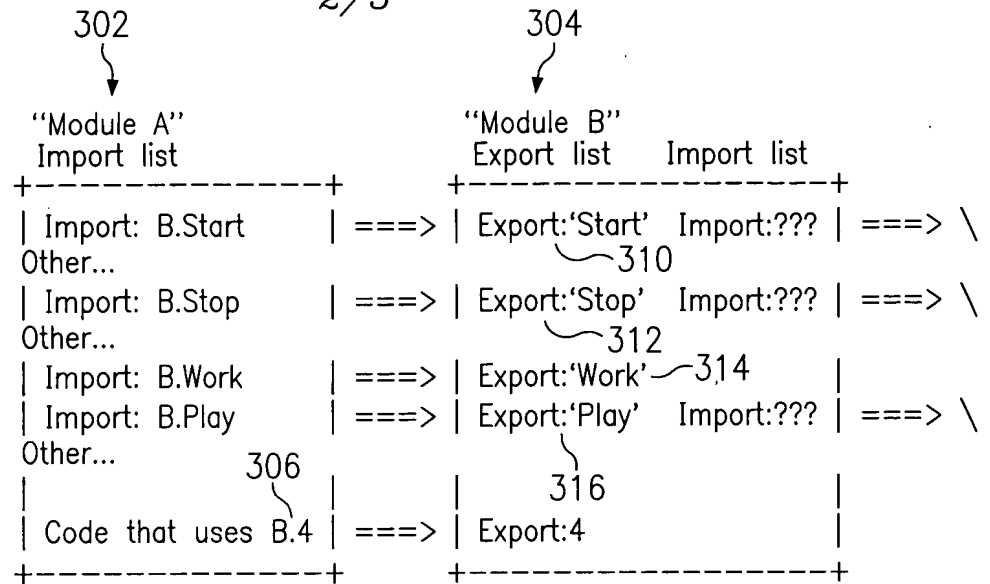 2/3
302 304
“Module A” “Module B”
Import list Export list Import list
+---------------+ +------------------+
| Import: B.Start | ===> | Export:‘Start’ Import:??? | ===> \
Other... 310
| Import: B.Stop | ===> | Export:‘Stop’ Import:??? | ===> \
Other... 312
| Import: B.Work | ===> | Export:‘Work’ 314 |
| Import: B.Play | ===> | Export:‘Play’ Import:??? | ===> \
Other...
306
| | | 316 |
| Code that uses B.4 | ===> | Export:4 |
+---------------+ +------------------+